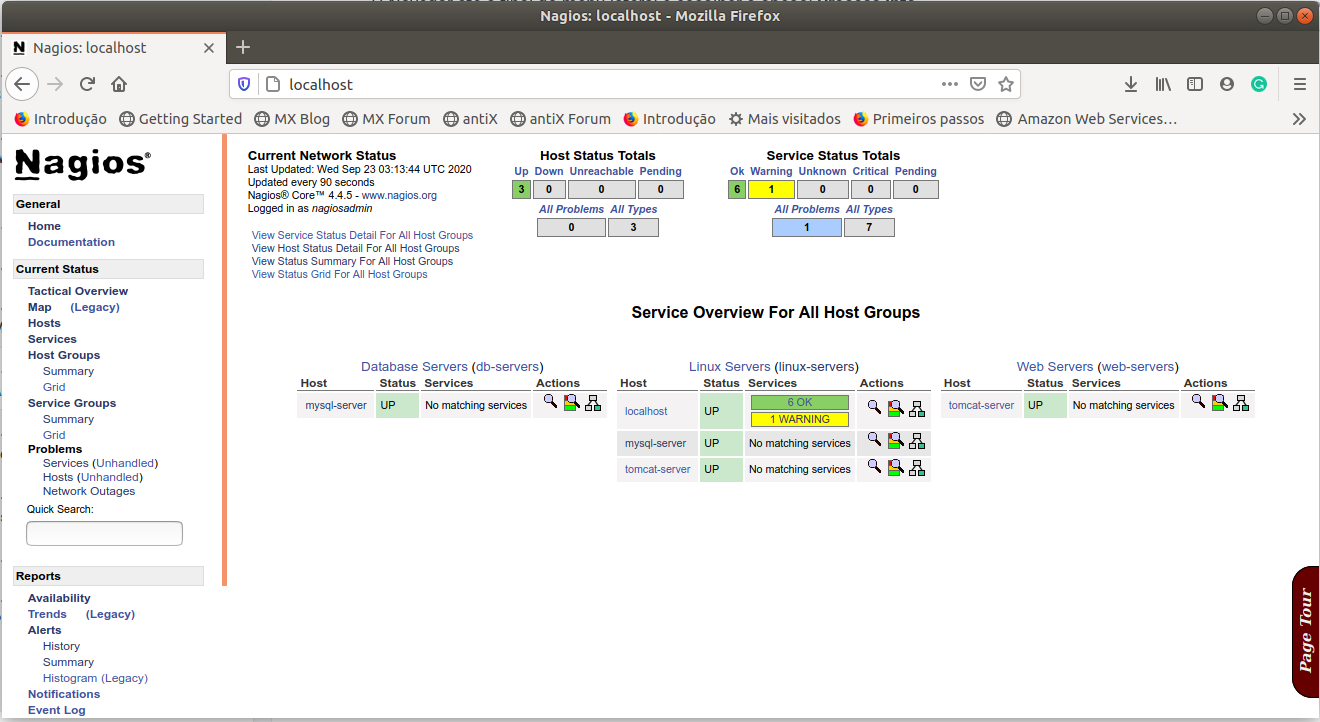 Nagios: localhost - Mozilla Firefox
Nagios: localhost
localhost
Introdução Getting Started MX Blog MX Forum antiX antiX Forum Introdução Mais visitados Primeiros passos Amazon Web Services…
Nagios®
General
Home
Documentation
Current Status
Tactical Overview
Map (Legacy)
Hosts
Services
Host Groups
Summary
Grid
Service Groups
Summary
Grid
Problems
Services (Unhandled)
Hosts (Unhandled)
Network Outages
Quick Search:
Reports
Availability
Trends (Legacy)
Alerts
History
Summary
Histogram (Legacy)
Notifications
Event Log
Current Network Status
Last Updated: Wed Sep 23 03:13:44 UTC 2020
Updated every 90 seconds
Nagios® Core™ 4.4.5 - www.nagios.org
Logged in as nagiosadmin
View Service Status Detail For All Host Groups
View Host Status Detail For All Host Groups
View Status Summary For All Host Groups
View Status Grid For All Host Groups
Host Status Totals
Up Down Unreachable Pending
3 0 0 0
All Problems All Types
0 3
Service Status Totals
Ok Warning Unknown Critical Pending
6 1 0 0 0
All Problems All Types
1 7
Service Overview For All Host Groups
Database Servers (db-servers)
Host Status Services Actions
mysql-server UP No matching services
Linux Servers (linux-servers)
Host Status Services Actions
localhost UP 6 OK
1 WARNING
mysql-server UP No matching services
tomcat-server UP No matching services
Web Servers (web-servers)
Host Status Services Actions
tomcat-server UP No matching services
Page Tour